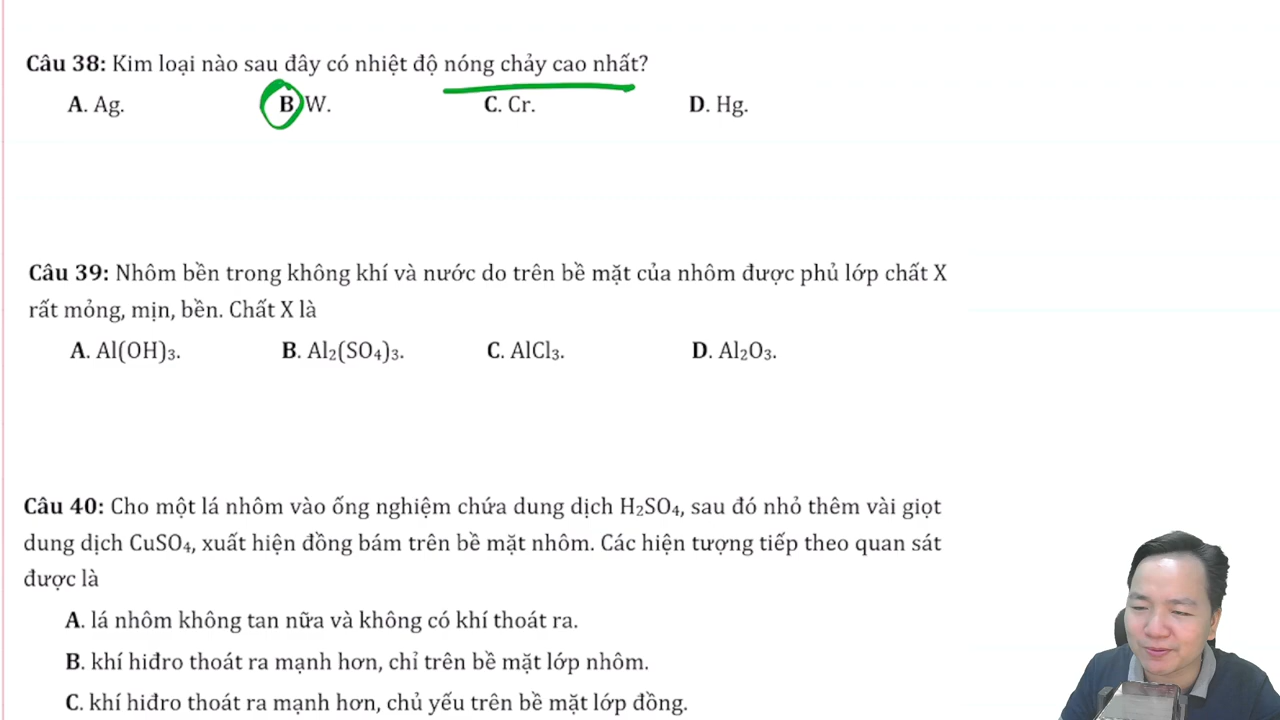 Câu 38: Kim loại nào sau đây có nhiệt độ nóng chảy cao nhất?
A. Ag. B. W. C. Cr. D. Hg.
Câu 39: Nhôm bền trong không khí và nước do trên bề mặt của nhôm được phủ lớp chất X
rất mỏng, mịn, bền. Chất X là
A. Al(OH)₃. B. Al₂(SO₄)₃. C. AlCl₃. D. Al₂O₃.
Câu 40: Cho một lá nhôm vào ống nghiệm chứa dung dịch H₂SO₄, sau đó nhỏ thêm vài giọt
dung dịch CuSO₄, xuất hiện đồng bám trên bề mặt nhôm. Các hiện tượng tiếp theo quan sát
được là
A. lá nhôm không tan nữa và không có khí thoát ra.
B. khí hiđro thoát ra mạnh hơn, chỉ trên bề mặt lớp nhôm.
C. khí hiđro thoát ra mạnh hơn, chủ yếu trên bề mặt lớp đồng.